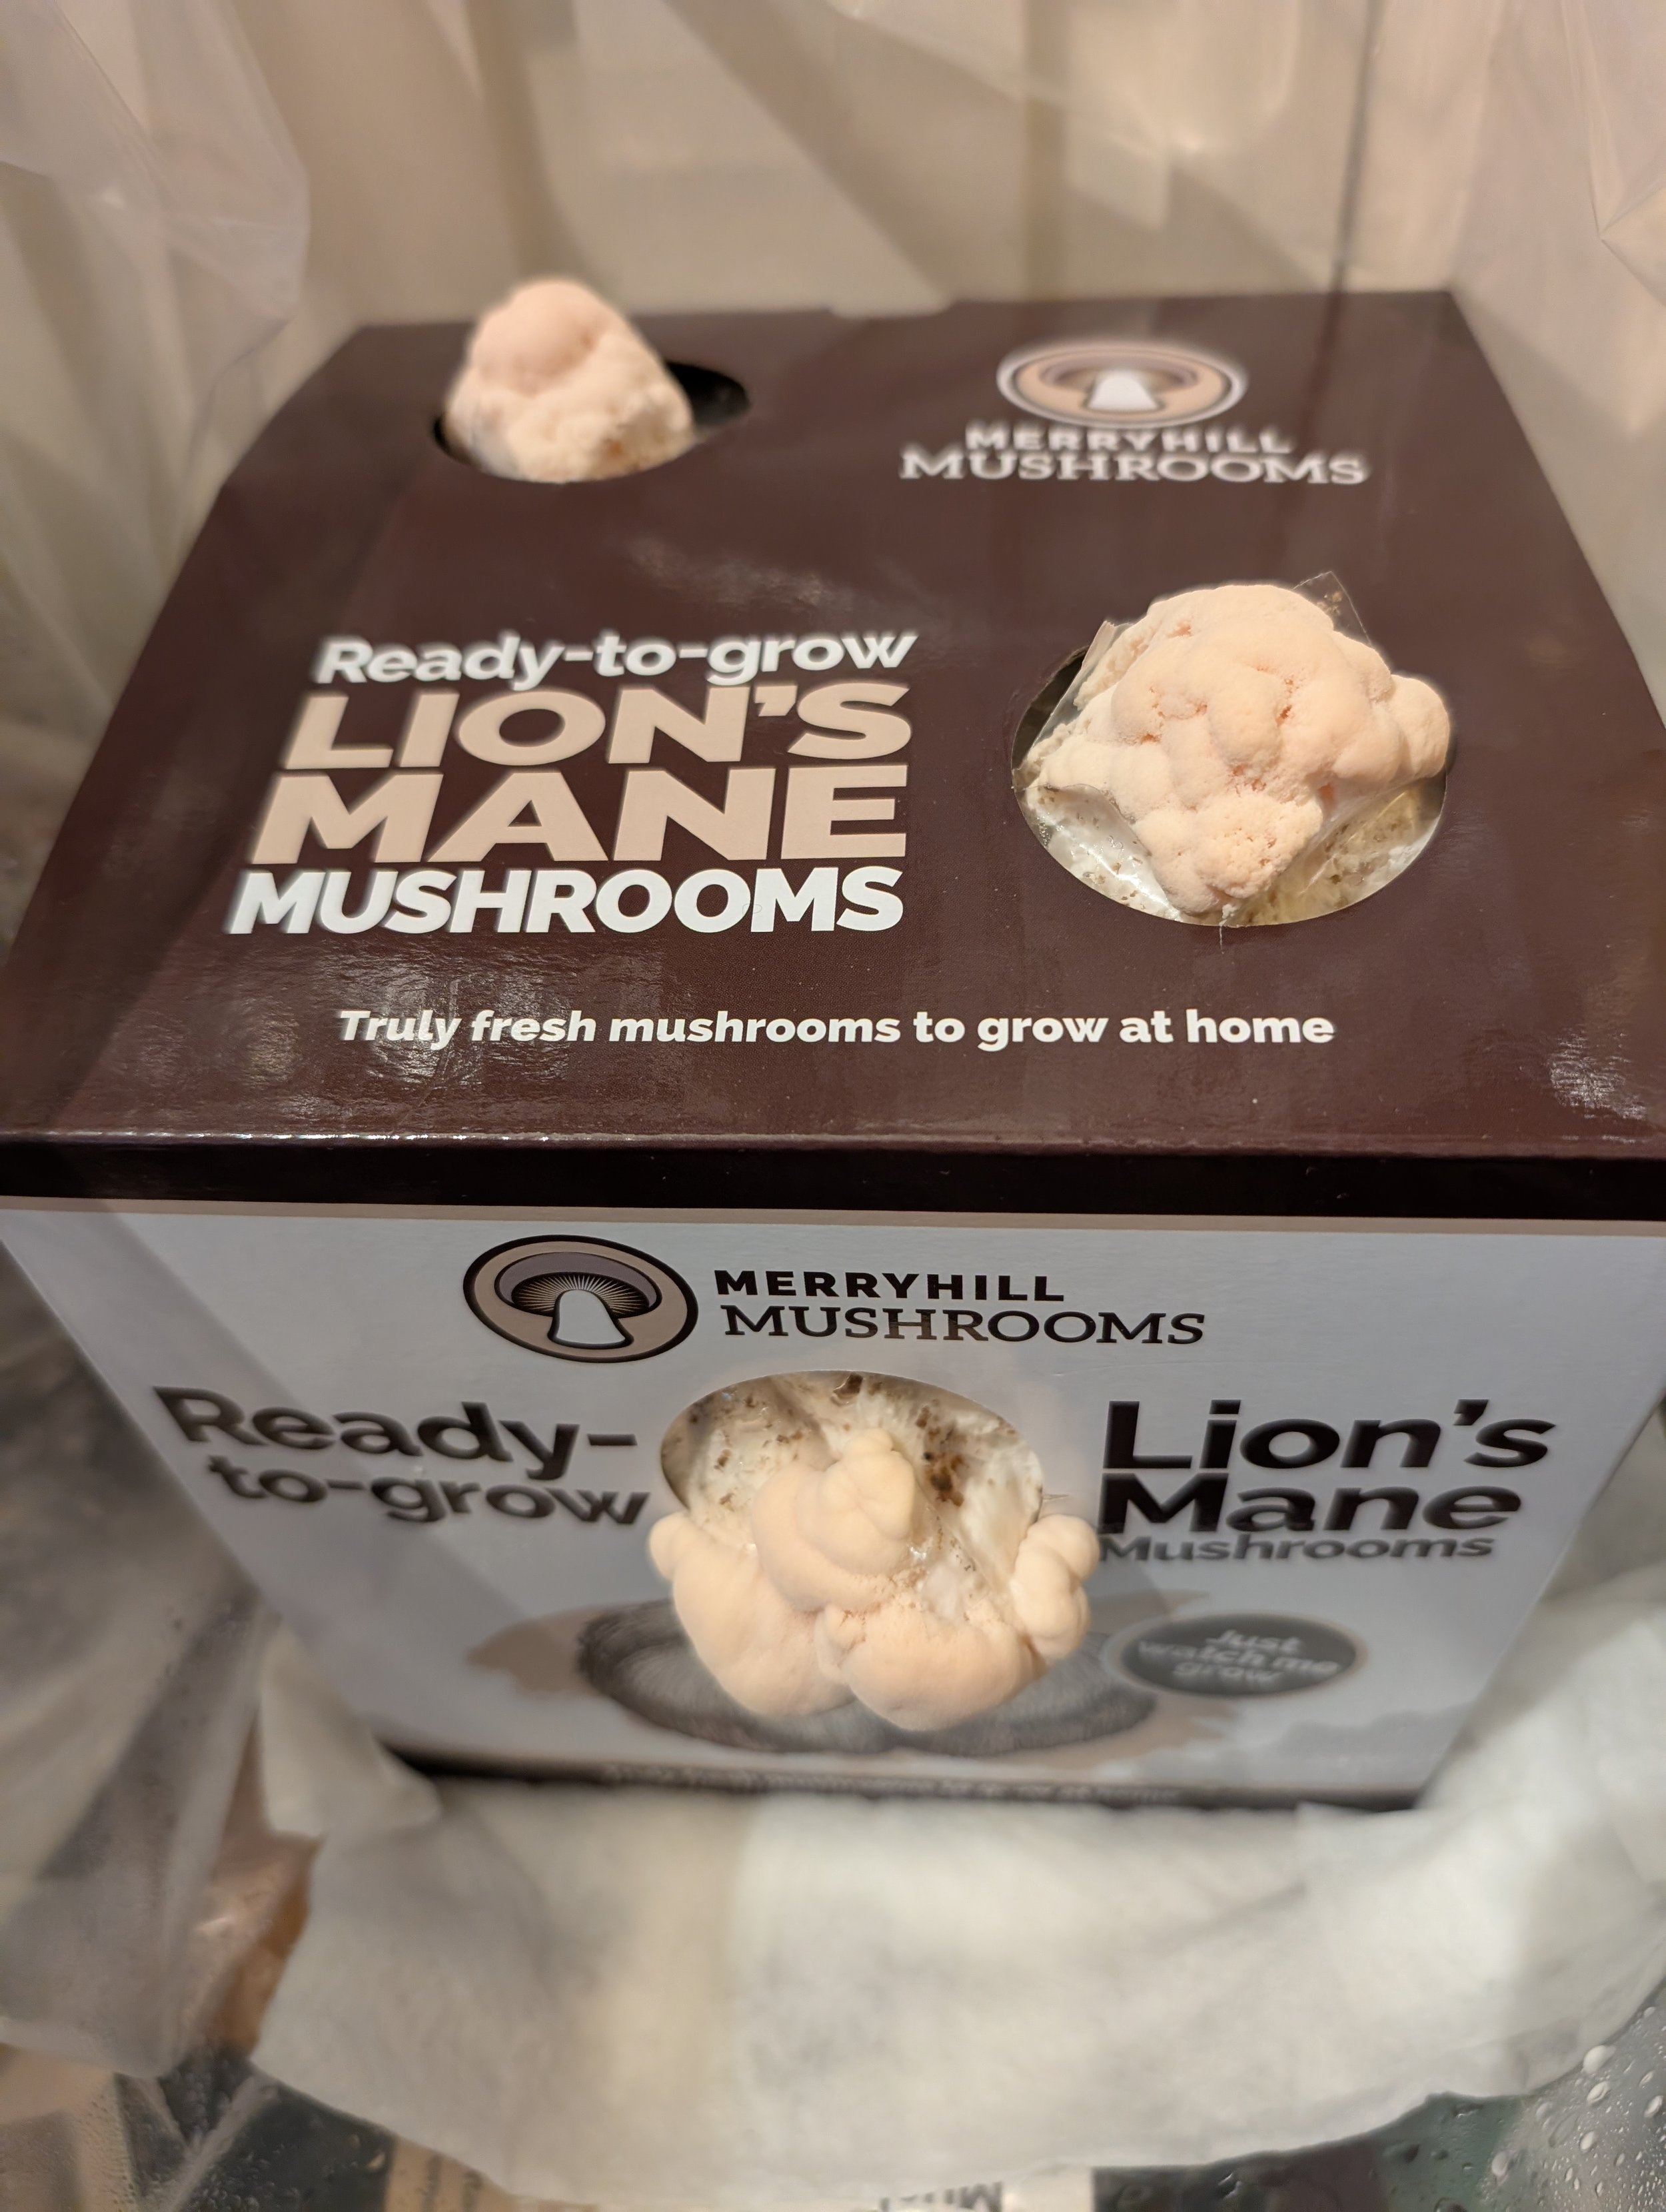 MERRYHILL
MUSHROOMS
Ready-to-grow
LION'S
MANE
MUSHROOMS
Truly fresh mushrooms to grow at home
MERRYHILL
MUSHROOMS
Ready-
to-grow
Lion's
Mane
Mushrooms
Just
watch me
grow